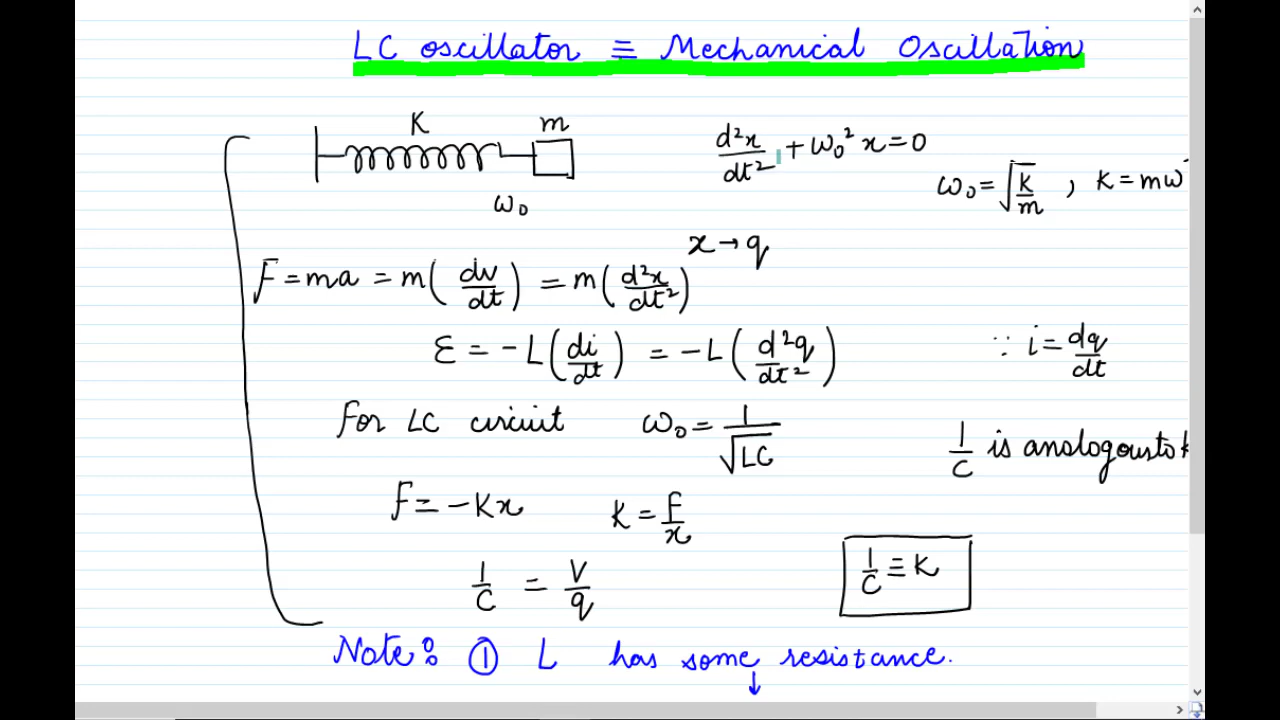 LC oscillator ≡ Mechanical Oscillation
K m
d²x/dt² + ω₀² x = 0
ω₀ = √(k/m) , K = mω
ω₀
x → q
F = ma = m(dv/dt) = m(d²x/dt²)
ε = -L(di/dt) = -L(d²q/dt²) ∵ i = dq/dt
For LC circuit ω₀ = 1/√LC
1/C is analogous to
F = -Kx K = F/x
1/C = V/q
1/C ≡ K
Note: ① L has some resistance.
↓